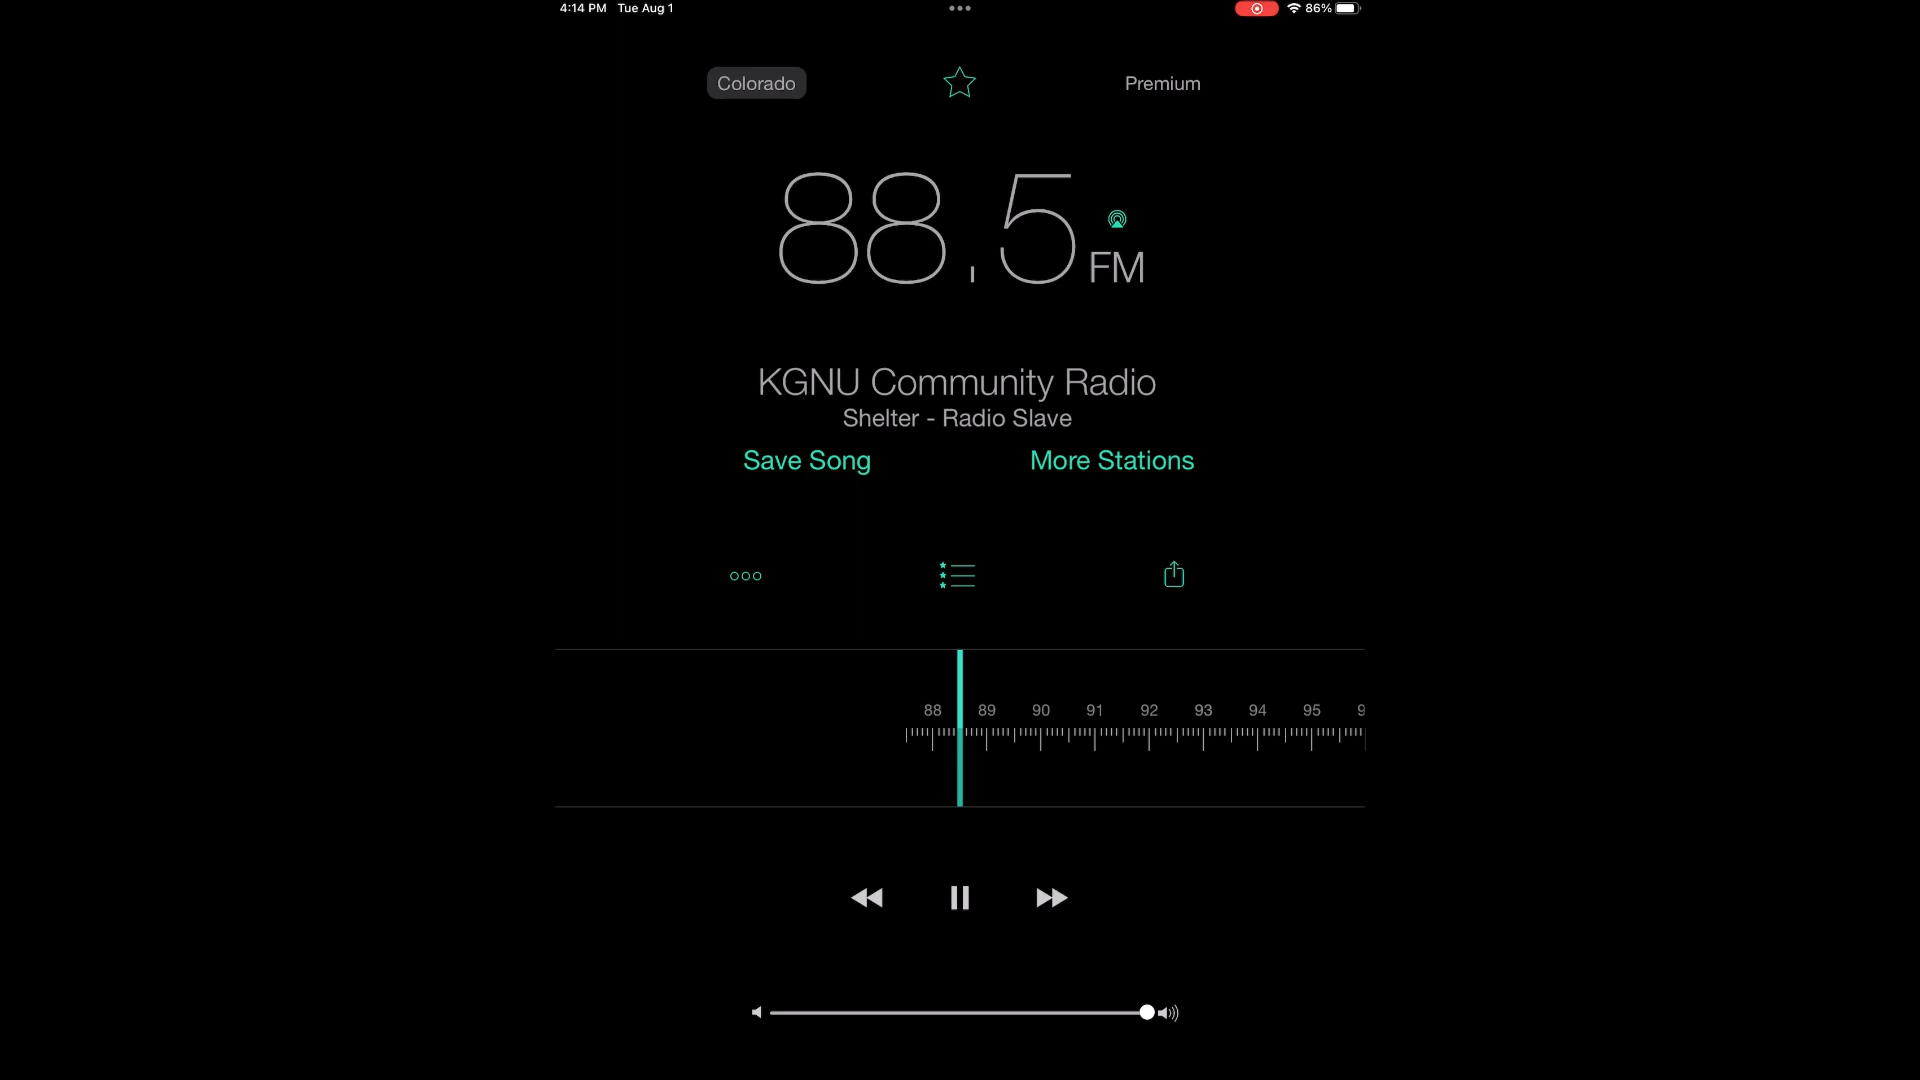 4:14 PM Tue Aug 1
86%
Colorado
Premium
88.5 FM
KGNU Community Radio
Shelter - Radio Slave
Save Song
More Stations
88 89 90 91 92 93 94 95 9